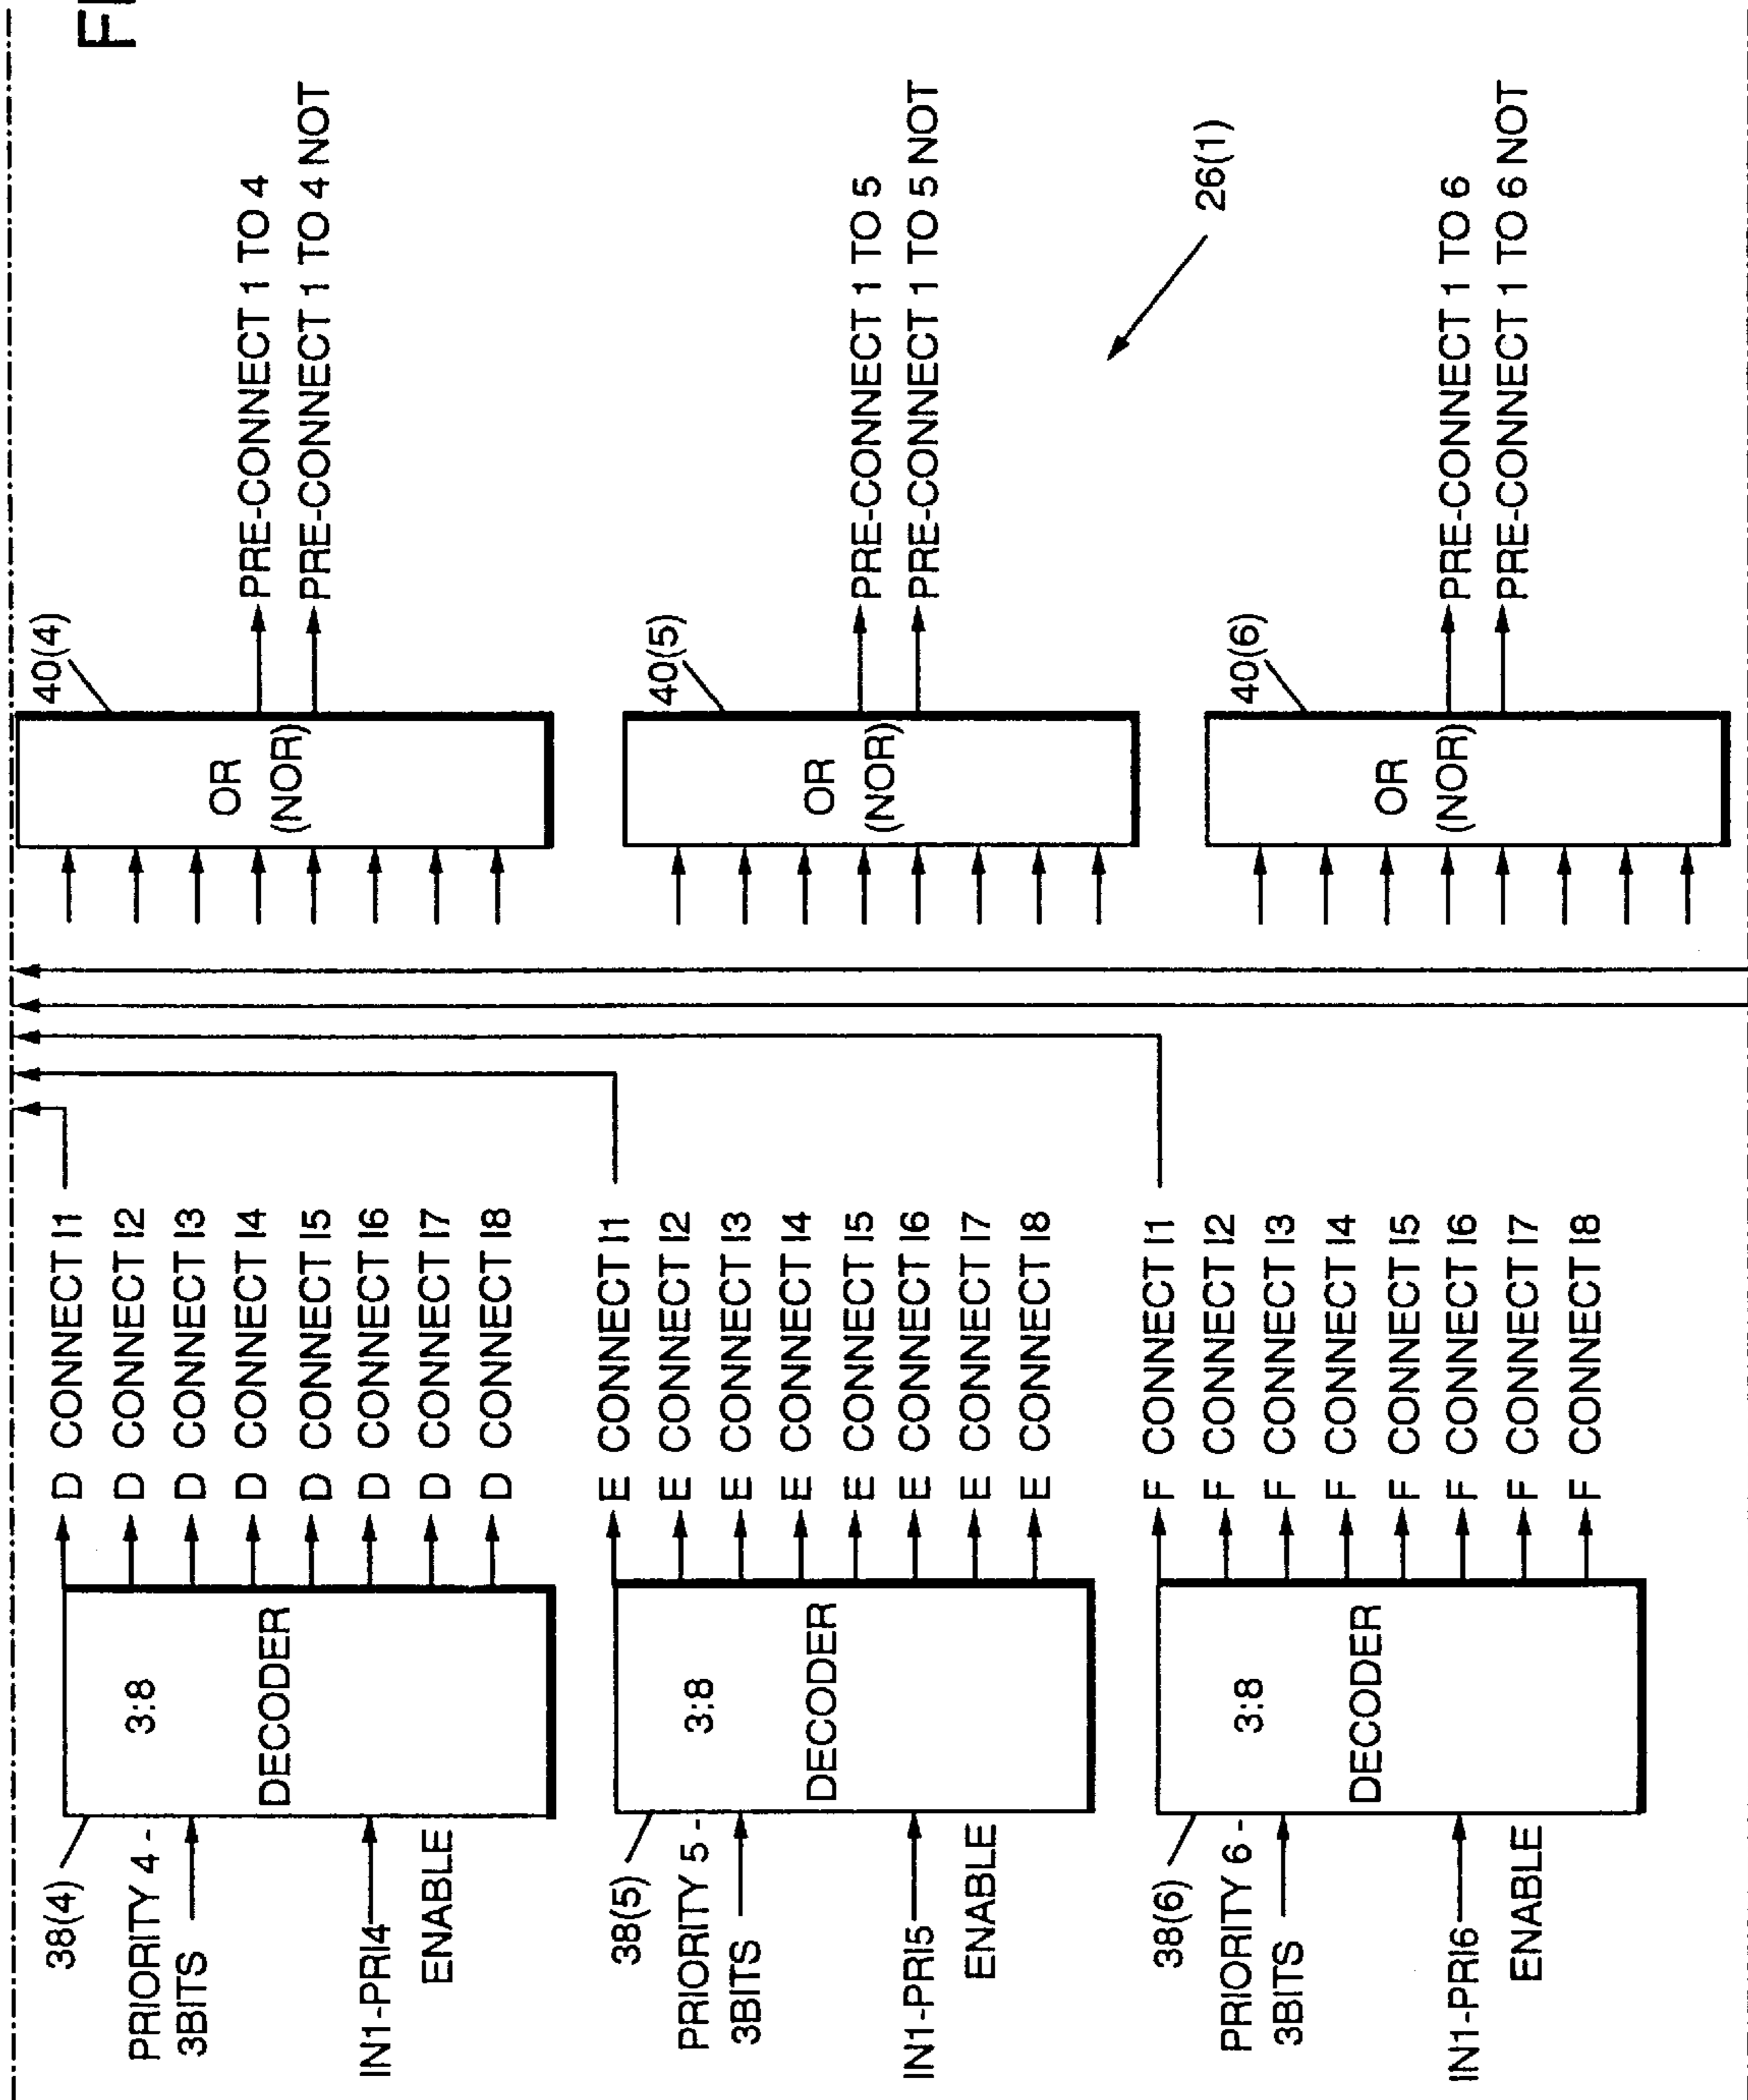 38(4)
PRIORITY 4 -
3BITS
IN1-PRI4
ENABLE
3:8
DECODER
D CONNECT I1
D CONNECT I2
D CONNECT I3
D CONNECT I4
D CONNECT I5
D CONNECT I6
D CONNECT I7
D CONNECT I8
40(4)
OR
(NOR)
PRE-CONNECT 1 TO 4
PRE-CONNECT 1 TO 4 NOT
38(5)
PRIORITY 5 -
3BITS
IN1-PRI5
ENABLE
3:8
DECODER
E CONNECT I1
E CONNECT I2
E CONNECT I3
E CONNECT I4
E CONNECT I5
E CONNECT I6
E CONNECT I7
E CONNECT I8
40(5)
OR
(NOR)
PRE-CONNECT 1 TO 5
PRE-CONNECT 1 TO 5 NOT
26(1)
38(6)
PRIORITY 6 -
3BITS
IN1-PRI6
ENABLE
3:8
DECODER
F CONNECT I1
F CONNECT I2
F CONNECT I3
F CONNECT I4
F CONNECT I5
F CONNECT I6
F CONNECT I7
F CONNECT I8
40(6)
OR
(NOR)
PRE-CONNECT 1 TO 6
PRE-CONNECT 1 TO 6 NOT